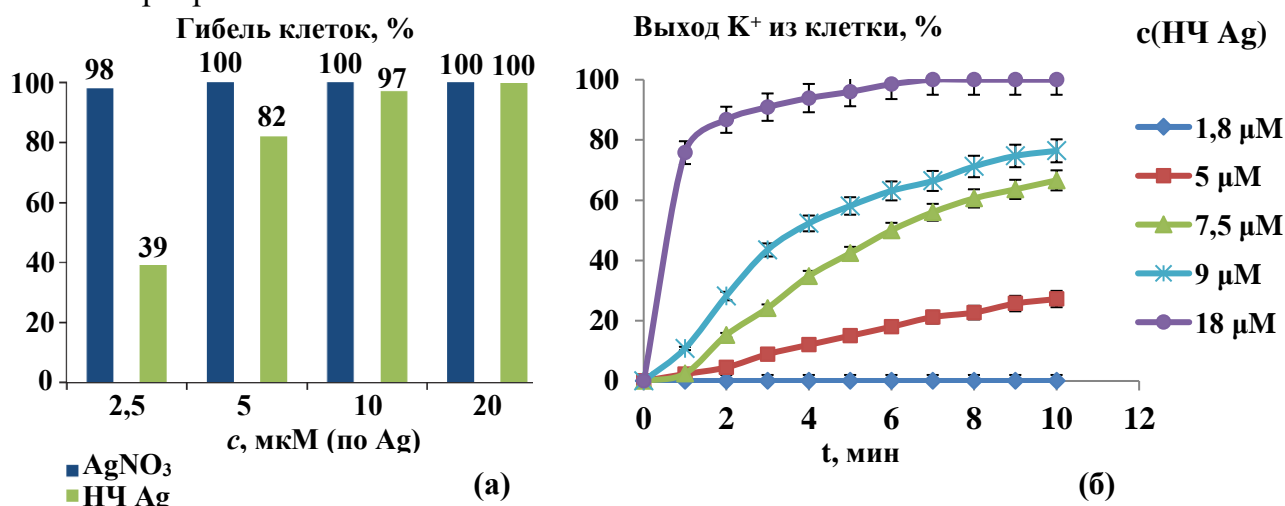 Гибель клеток, %
98
100
100
97
100
100
82
39
100
80
60
40
20
0
2,5
5
10
20
c, мкМ (по Ag)
AgNO₃
НЧ Ag
(а)
Выход K⁺ из клетки, %
100
80
60
40
20
0
0
2
4
6
8
10
12
t, мин
(б)
c(НЧ Ag)
1,8 μM
5 μM
7,5 μM
9 μM
18 μM